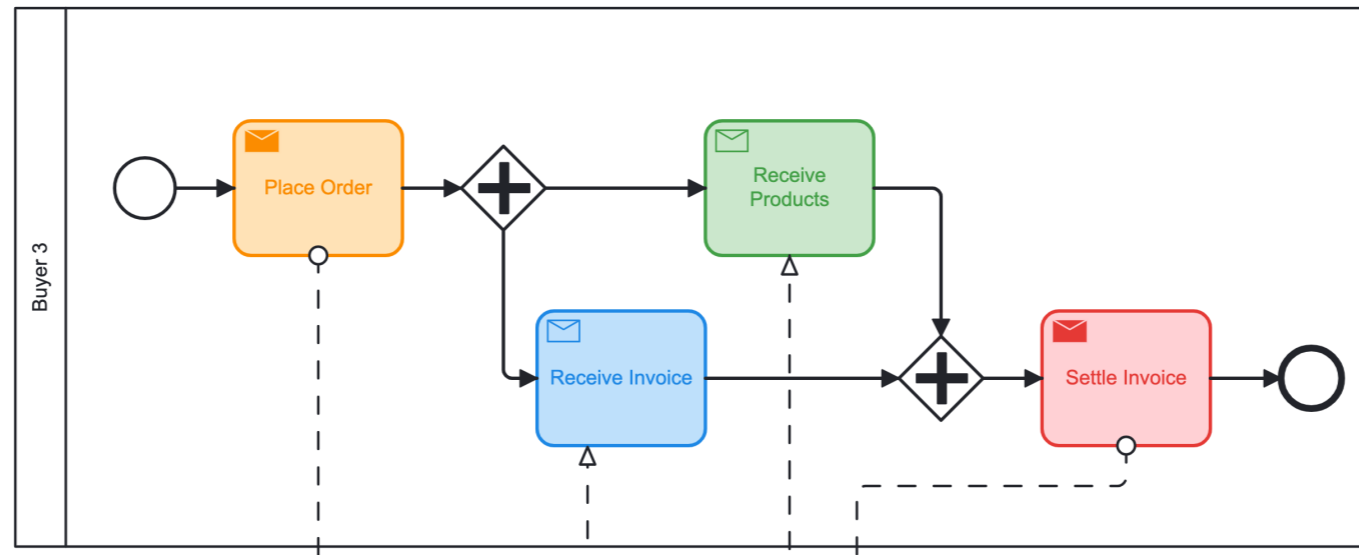 Buyer 3
Place Order
Receive
Products
Receive Invoice
Settle Invoice